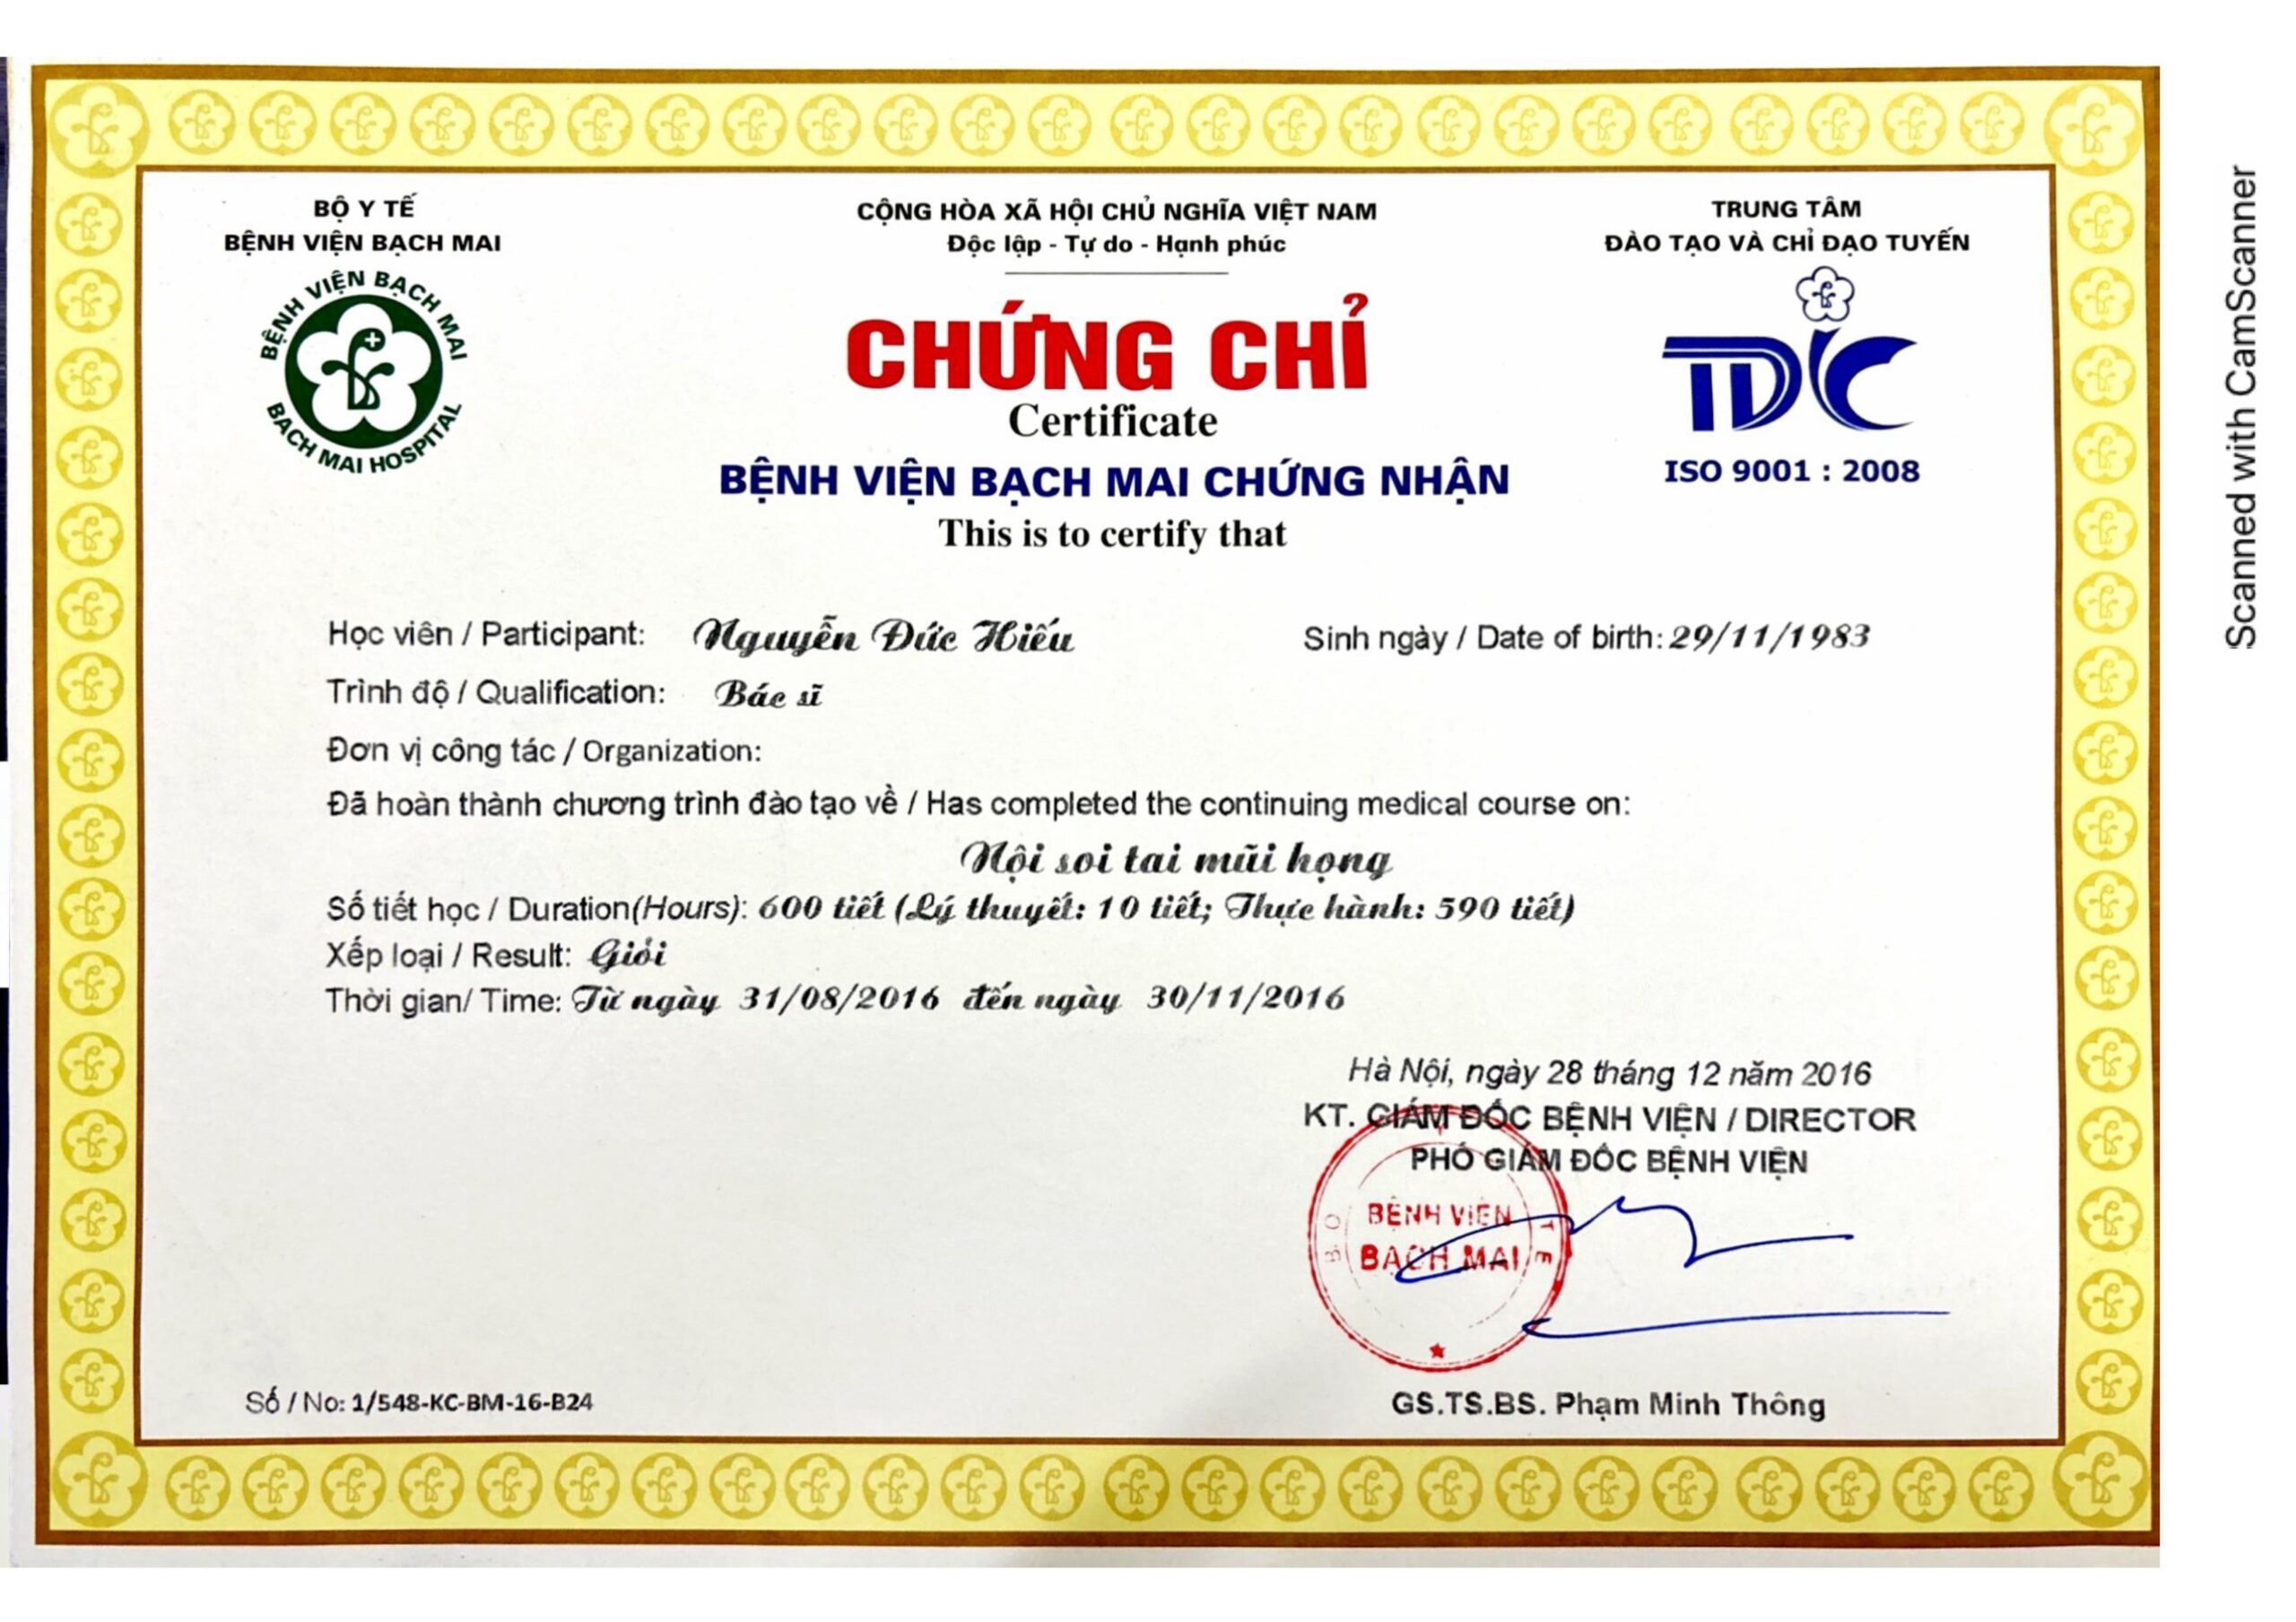 BỘ Y TẾ
BỆNH VIỆN BẠCH MAI
BỆNH VIỆN BẠCH MAI
BACH MAI HOSPITAL
CỘNG HÒA XÃ HỘI CHỦ NGHĨA VIỆT NAM
Độc lập - Tự do - Hạnh phúc
TRUNG TÂM
ĐÀO TẠO VÀ CHỈ ĐẠO TUYẾN
TDC
ISO 9001 : 2008
CHỨNG CHỈ
Certificate
BỆNH VIỆN BẠCH MAI CHỨNG NHẬN
This is to certify that
Học viên / Participant: Nguyễn Đức Hiếu Sinh ngày / Date of birth: 29/11/1983
Trình độ / Qualification: Bác sĩ
Đơn vị công tác / Organization:
Đã hoàn thành chương trình đào tạo về / Has completed the continuing medical course on:
Nội soi tai mũi họng
Số tiết học / Duration(Hours): 600 tiết (Lý thuyết: 10 tiết; Thực hành: 590 tiết)
Xếp loại / Result: Giỏi
Thời gian/ Time: Từ ngày 31/08/2016 đến ngày 30/11/2016
Hà Nội, ngày 28 tháng 12 năm 2016
KT. GIÁM ĐỐC BỆNH VIỆN / DIRECTOR
PHÓ GIÁM ĐỐC BỆNH VIỆN
BỘ Y TẾ
BỆNH VIỆN
BẠCH MAI
GS.TS.BS. Phạm Minh Thông
Số / No: 1/548-KC-BM-16-B24
Scanned with CamScanner